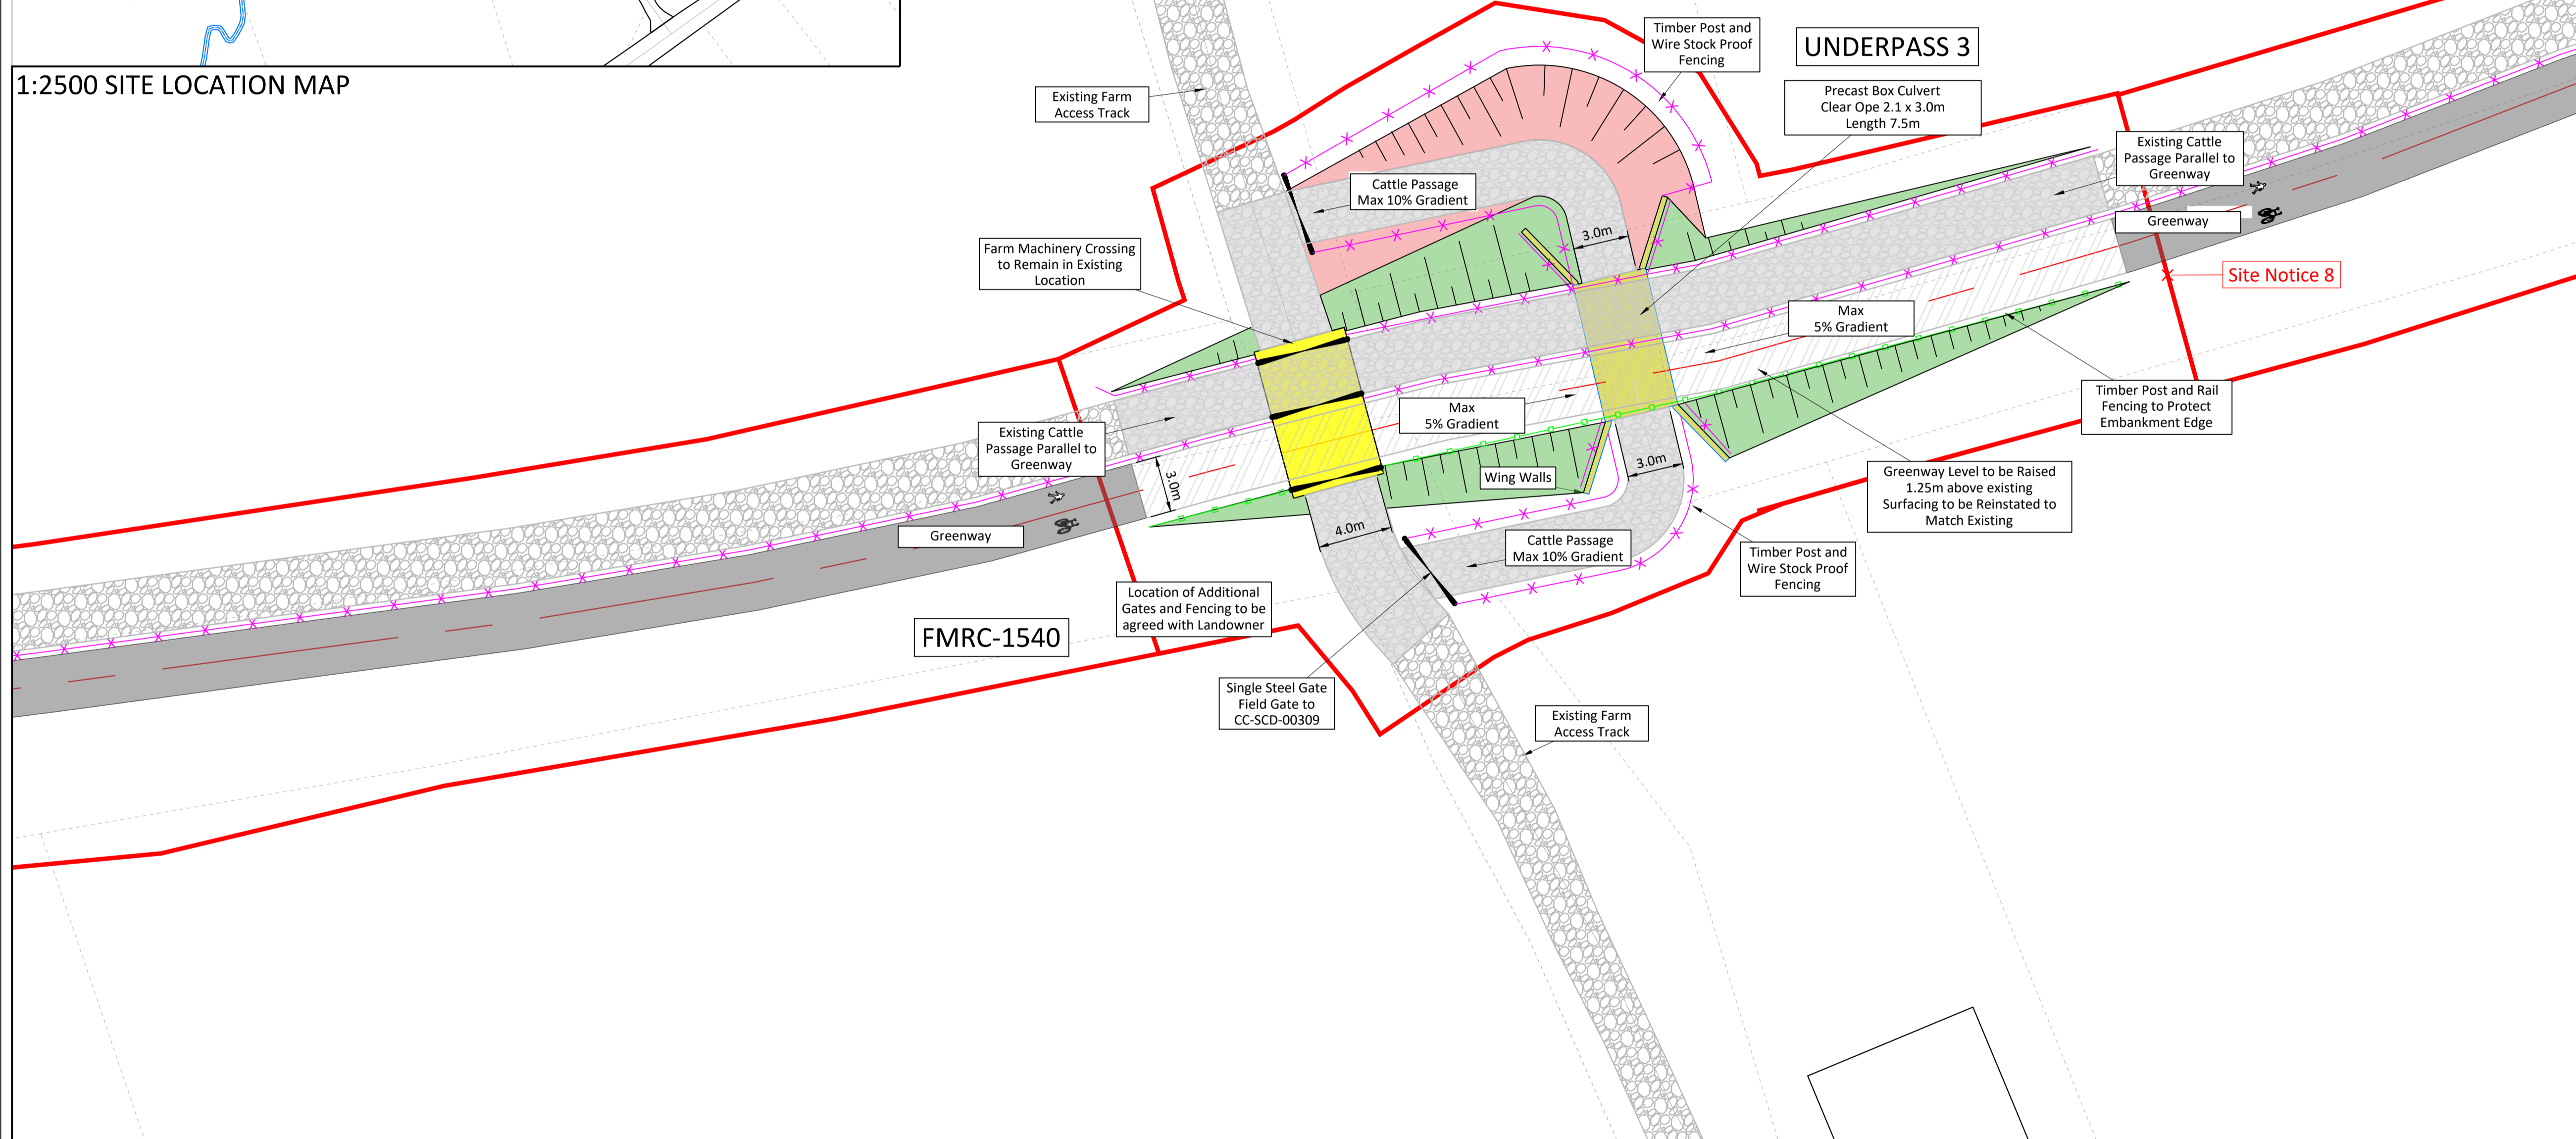 1:2500 SITE LOCATION MAP
UNDERPASS 3
Timber Post and
Wire Stock Proof
Fencing
Precast Box Culvert
Clear Ope 2.1 x 3.0m
Length 7.5m
Existing Farm
Access Track
Existing Cattle
Passage Parallel to
Greenway
Cattle Passage
Max 10% Gradient
Greenway
3.0m
Farm Machinery Crossing
to Remain in Existing
Location
Site Notice 8
Max
5% Gradient
Max
5% Gradient
Timber Post and Rail
Fencing to Protect
Embankment Edge
Existing Cattle
Passage Parallel to
Greenway
3.0m
3.0m
Wing Walls
Greenway Level to be Raised
1.25m above existing
Surfacing to be Reinstated to
Match Existing
4.0m
Greenway
Cattle Passage
Max 10% Gradient
Timber Post and
Wire Stock Proof
Fencing
Location of Additional
Gates and Fencing to be
agreed with Landowner
FMRC-1540
Single Steel Gate
Field Gate to
CC-SCD-00309
Existing Farm
Access Track